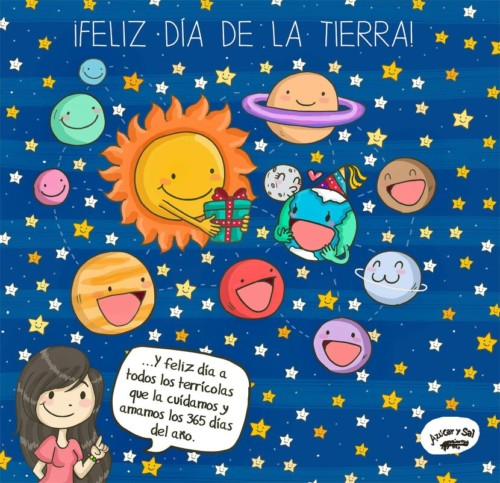 ¡FELIZ DÍA DE LA TIERRA!
...Y feliz día a
todos los terrícolas
que la cuidamos y
amamos los 365 días
del año.
Azúcar y Sal